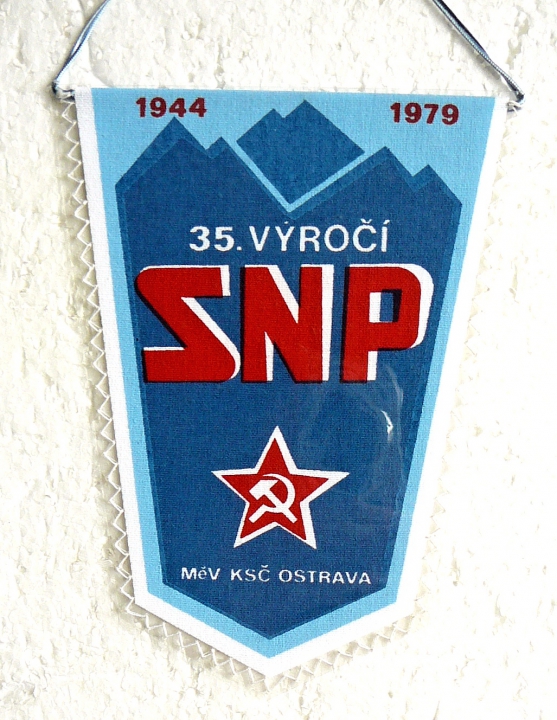 1944 1979
35. VÝROČÍ
SNP
MěV KSČ OSTRAVA